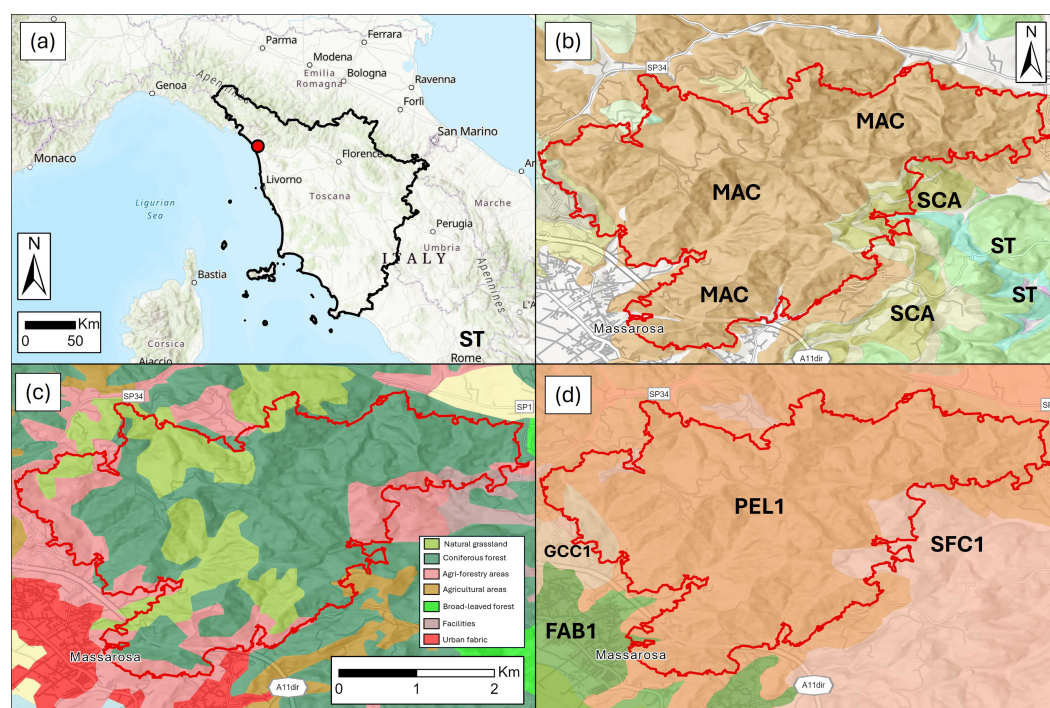 (a)
Parma
Ferrara
Modena
Emilia
Romagna
Bologna
Apennines
Genoa
Ravenna
Forlì
San Marino
Monaco
Florence
Livorno
Toscana
Marche
Ligurian
Sea
Perugia
Umbria
ITALY
Apennines
Bastia
N
Km
0
50
Corsica
Ajaccio
ST
Rome
L'A
(b)
SP34
N
MAC
MAC
SCA
ST
MAC
ST
SCA
Massarosa
A11dir
(c)
SP34
SP1
Natural grassland
Coniferous forest
Agri-forestry areas
Agricultural areas
Broad-leaved forest
Facilities
Urban fabric
Massarosa
A11dir
Km
0
1
2
(d)
SP34
PEL1
GCC1
SFC1
FAB1
Massarosa
A11dir